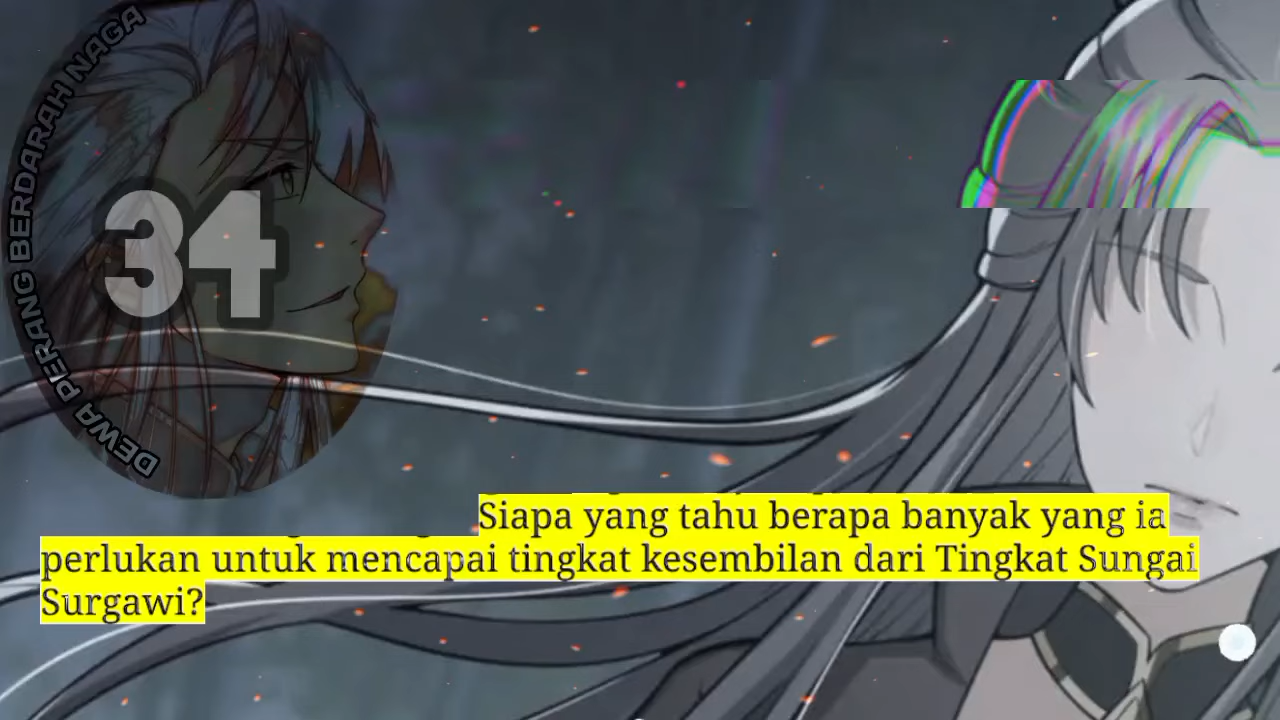 DEWA PERANG BERDARAH NAGA
34
Siapa yang tahu berapa banyak yang ia
perlukan untuk mencapai tingkat kesembilan dari Tingkat Sungai
Surgawi?